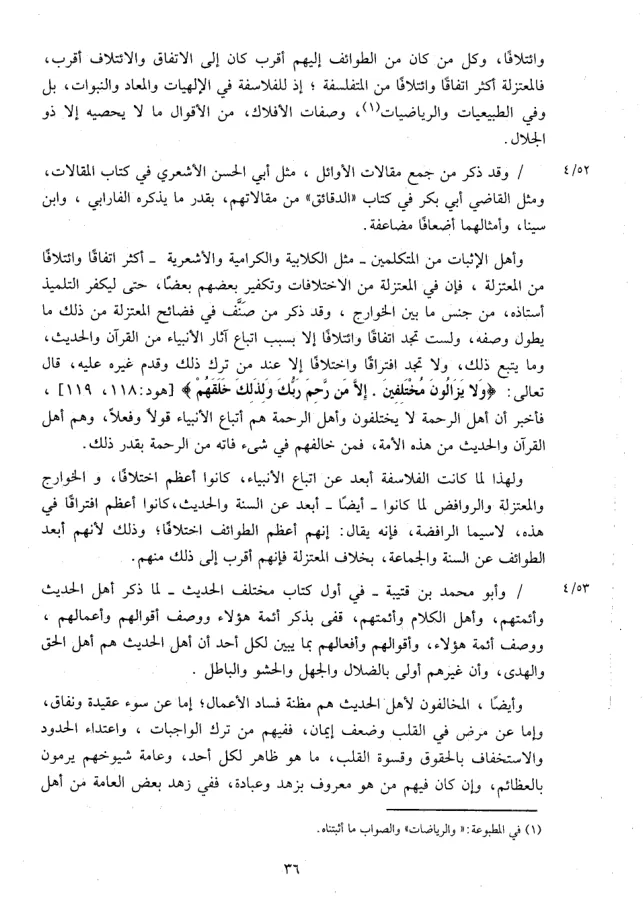 وائتلافًا، وكل من كان من الطوائف إليهم أقرب كان إلى الاتفاق والائتلاف أقرب،
فالمعتزلة أكثر اتفاقًا وائتلافًا من المتفلسفة ؛ إذ للفلاسفة في الإلهيات والمعاد والنبوات، بل
وفي الطبيعيات والرياضيات(١)، وصفات الأفلاك، من الأقوال ما لا يحصيه إلا ذو
الجلال.
٤/٥٢ / وقد ذكر من جمع مقالات الأوائل ، مثل أبي الحسن الأشعري في كتاب المقالات،
ومثل القاضي أبي بكر في كتاب «الدقائق» من مقالاتهم، بقدر ما يذكره الفارابي ، وابن
سينا، وأمثالهما أضعافًا مضاعفة.
وأهل الإثبات من المتكلمين ـ مثل الكلابية والكرامية والأشعرية ـ أكثر اتفاقًا وائتلافًا
من المعتزلة ، فإن في المعتزلة من الاختلافات وتكفير بعضهم بعضًا، حتى ليكفر التلميذ
أستاذه، من جنس ما بين الخوارج ، وقد ذكر من صنَّف في فضائح المعتزلة من ذلك ما
يطول وصفه، ولست تجد اتفاقًا وائتلافًا إلا بسبب اتباع آثار الأنبياء من القرآن والحديث،
وما يتبع ذلك، ولا تجد افتراقًا واختلافًا إلا عند من ترك ذلك وقدم غيره عليه، قال
تعالى: ﴿وَلا يَزَالُونَ مُخْتَلِفِينَ . إِلاَّ مَن رَّحِمَ رَبُّكَ وَلِذَلِكَ خَلَقَهُمْ﴾ [هود:١١٨، ١١٩] ،
فأخبر أن أهل الرحمة لا يختلفون وأهل الرحمة هم أتباع الأنبياء قولاً وفعلاً، وهم أهل
القرآن والحديث من هذه الأمة، فمن خالفهم في شىء فاته من الرحمة بقدر ذلك.
ولهذا لما كانت الفلاسفة أبعد عن اتباع الأنبياء، كانوا أعظم اختلافًا، و الخوارج
والمعتزلة والروافض لما كانوا ـ أيضًا ـ أبعد عن السنة والحديث،كانوا أعظم افتراقًا في
هذه، لاسيما الرافضة، فإنه يقال: إنهم أعظم الطوائف اختلافًا؛ وذلك لأنهم أبعد
الطوائف عن السنة والجماعة، بخلاف المعتزلة فإنهم أقرب إلى ذلك منهم.
٤/٥٣ / وأبو محمد بن قتيبة ـ في أول كتاب مختلف الحديث ـ لما ذكر أهل الحديث
وأئمتهم، وأهل الكلام وأئمتهم، قفى بذكر أئمة هؤلاء ووصف أقوالهم وأعمالهم ،
ووصف أئمة هؤلاء، وأقوالهم وأفعالهم بما يبين لكل أحد أن أهل الحديث هم أهل الحق
والهدى، وأن غيرهم أولى بالضلال والجهل والحشو والباطل .
وأيضًا ، المخالفون لأهل الحديث هم مظنة فساد الأعمال؛ إما عن سوء عقيدة ونفاق،
وإما عن مرض في القلب وضعف إيمان، ففيهم من ترك الواجبات ، واعتداء الحدود
والاستخفاف بالحقوق وقسوة القلب، ما هو ظاهر لكل أحد، وعامة شيوخهم يرمون
بالعظائم، وإن كان فيهم من هو معروف بزهد وعبادة، ففي زهد بعض العامة من أهل
(١) في المطبوعة:« والرياضات» والصواب ما أثبتناه.
٣٦